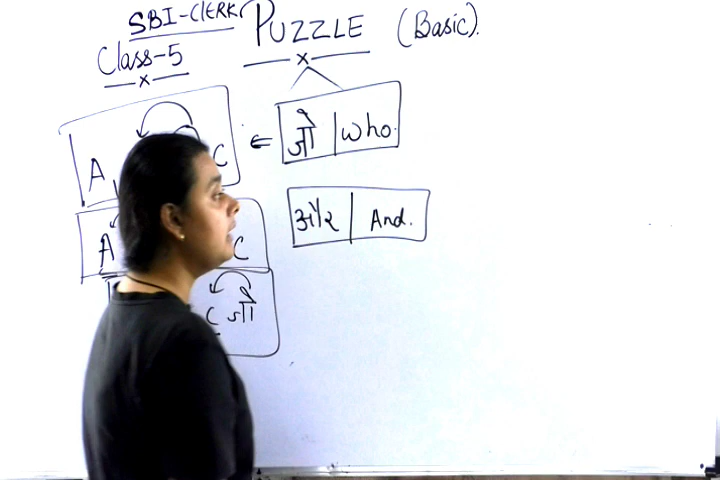 SBI-CLERK
PUZZLE (Basic).
Class-5
x
x
जो | Who.
A C
और | And.
A C
C जो